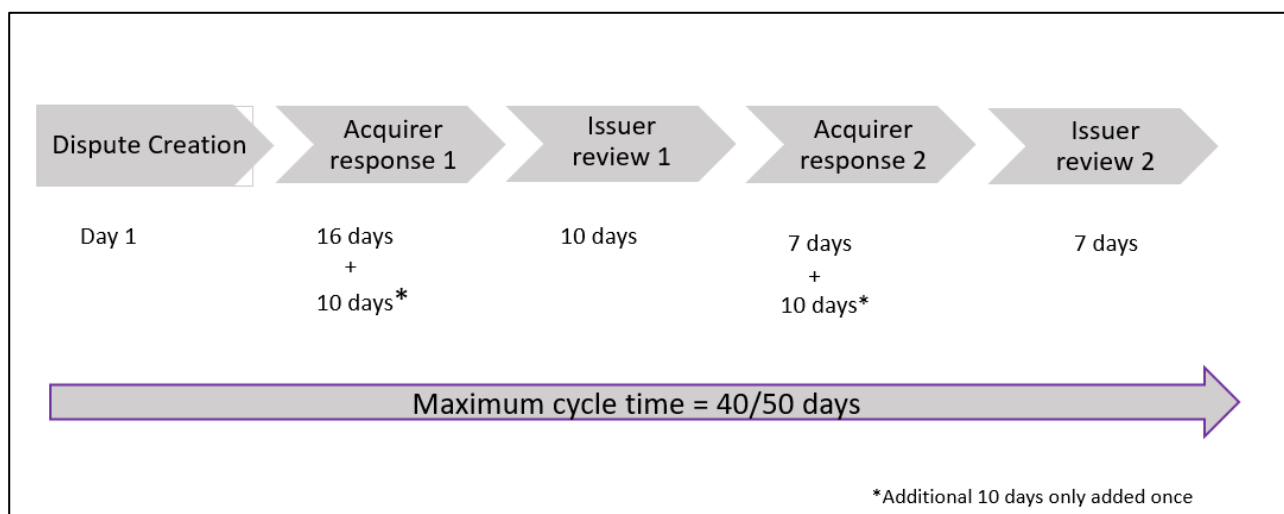 Dispute Creation
Acquirer
response 1
Issuer
review 1
Acquirer
response 2
Issuer
review 2
Day 1
16 days
+
10 days*
10 days
7 days
+
10 days*
7 days
Maximum cycle time = 40/50 days
*Additional 10 days only added once